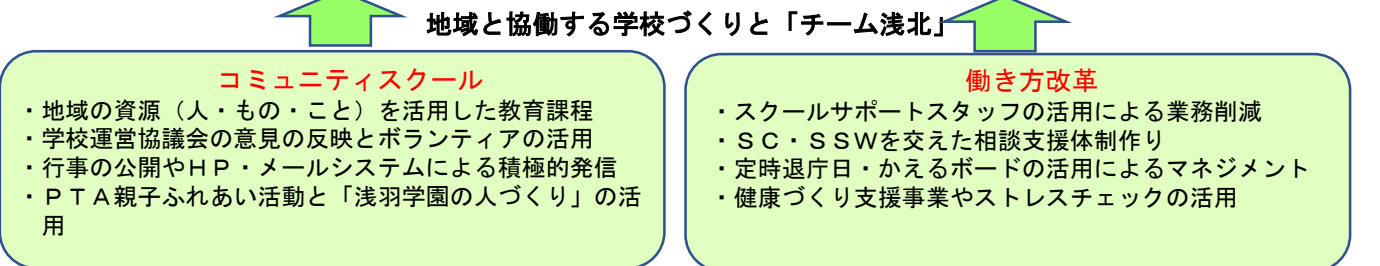 地域と協働する学校づくりと「チーム浅北」
コミュニティスクール
・地域の資源（人・もの・こと）を活用した教育課程
・学校運営協議会の意見の反映とボランティアの活用
・行事の公開やＨＰ・メールシステムによる積極的発信
・ＰＴＡ親子ふれあい活動と「浅羽学園の人づくり」の活
用
働き方改革
・スクールサポートスタッフの活用による業務削減
・ＳＣ・ＳＳＷを交えた相談支援体制作り
・定時退庁日・かえるボードの活用によるマネジメント
・健康づくり支援事業やストレスチェックの活用